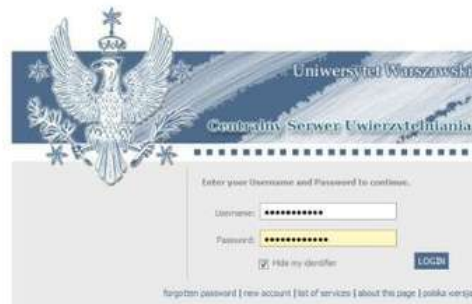 Uniwersytet Warszawski
Centralny Serwer Uwierzytelniania
Enter your Username and Password to continue.
Username: •••••••••••
Password: ••••••••••••
Hide my identifier
LOGIN
forgotten password | new account | list of services | about this page | polska wersja